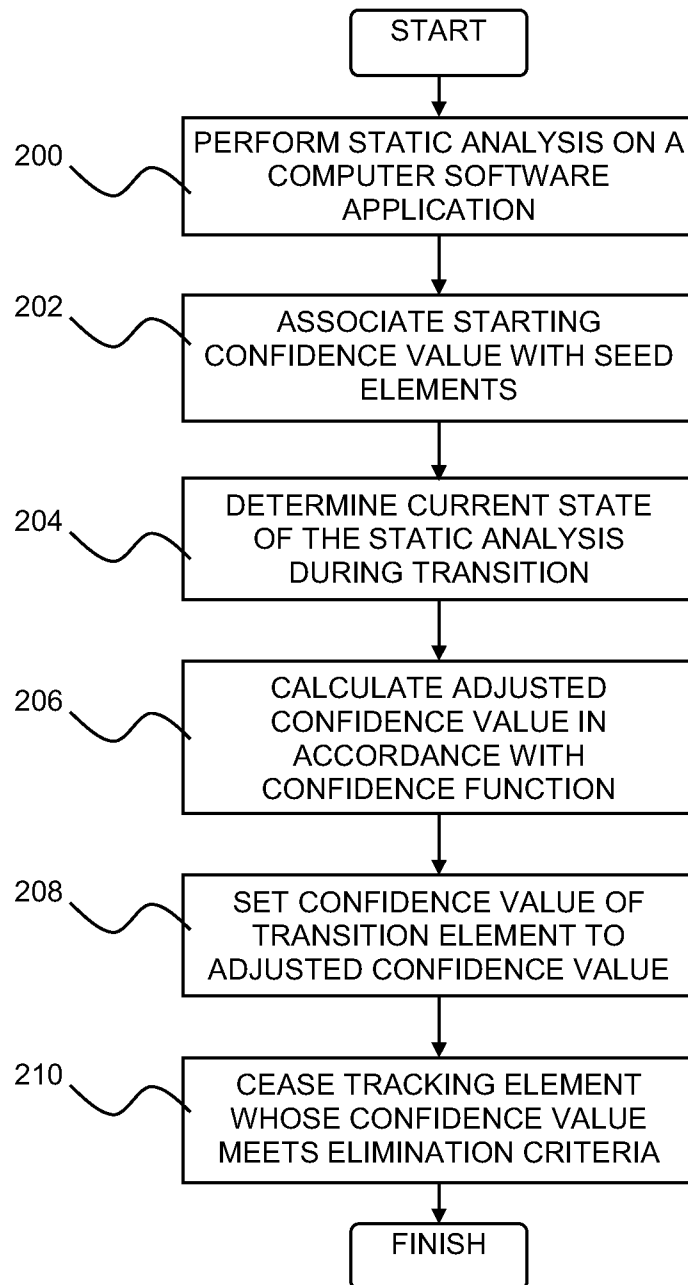 START
200
PERFORM STATIC ANALYSIS ON A
COMPUTER SOFTWARE
APPLICATION
202
ASSOCIATE STARTING
CONFIDENCE VALUE WITH SEED
ELEMENTS
204
DETERMINE CURRENT STATE
OF THE STATIC ANALYSIS
DURING TRANSITION
206
CALCULATE ADJUSTED
CONFIDENCE VALUE IN
ACCORDANCE WITH
CONFIDENCE FUNCTION
208
SET CONFIDENCE VALUE OF
TRANSITION ELEMENT TO
ADJUSTED CONFIDENCE VALUE
210
CEASE TRACKING ELEMENT
WHOSE CONFIDENCE VALUE
MEETS ELIMINATION CRITERIA
FINISH